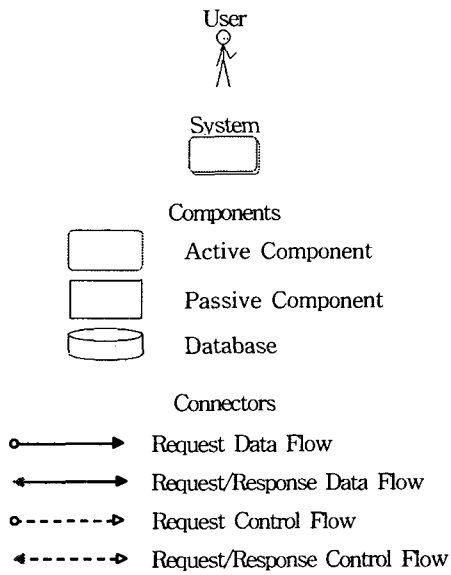 User
System
Components
Active Component
Passive Component
Database
Connectors
Request Data Flow
Request/Response Data Flow
Request Control Flow
Request/Response Control Flow